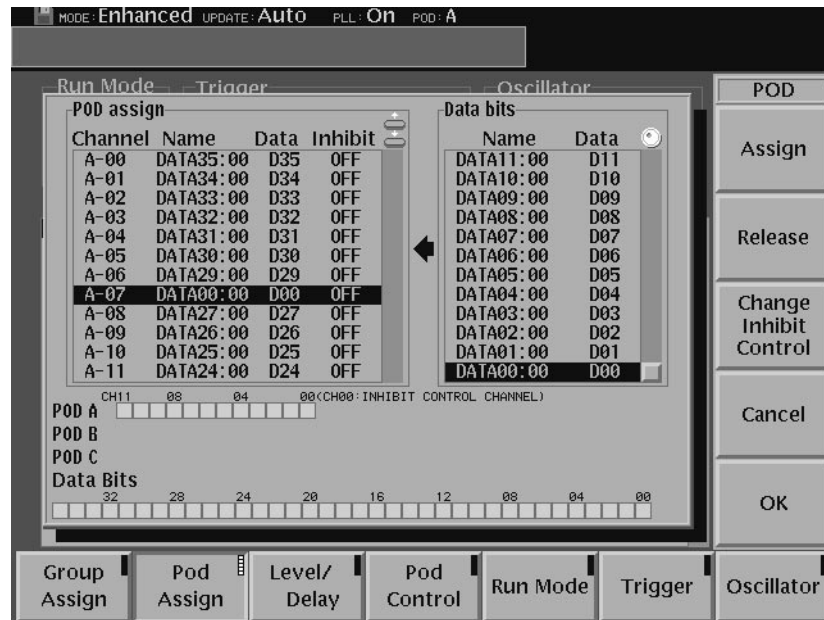 MODE:Enhanced UPDATE:Auto PLL:On POD:A
Run Mode Trigger Oscillator
POD
POD assign
Data bits
Channel Name Data Inhibit
Name Data
A-00 DATA35:00 D35 OFF DATA11:00 D11
A-01 DATA34:00 D34 OFF DATA10:00 D10
A-02 DATA33:00 D33 OFF DATA09:00 D09
A-03 DATA32:00 D32 OFF DATA08:00 D08
A-04 DATA31:00 D31 OFF DATA07:00 D07
A-05 DATA30:00 D30 OFF DATA06:00 D06
A-06 DATA29:00 D29 OFF DATA05:00 D05
A-07 DATA00:00 D00 OFF DATA04:00 D04
A-08 DATA27:00 D27 OFF DATA03:00 D03
A-09 DATA26:00 D26 OFF DATA02:00 D02
A-10 DATA25:00 D25 OFF DATA01:00 D01
A-11 DATA24:00 D24 OFF DATA00:00 D00
CH11 08 04 00(CH00:INHIBIT CONTROL CHANNEL)
POD A
POD B
POD C
Data Bits
32 28 24 20 16 12 08 04 00
Assign
Release
Change
Inhibit
Control
Cancel
OK
Group
Assign
Pod
Assign
Level/
Delay
Pod
Control
Run Mode
Trigger
Oscillator